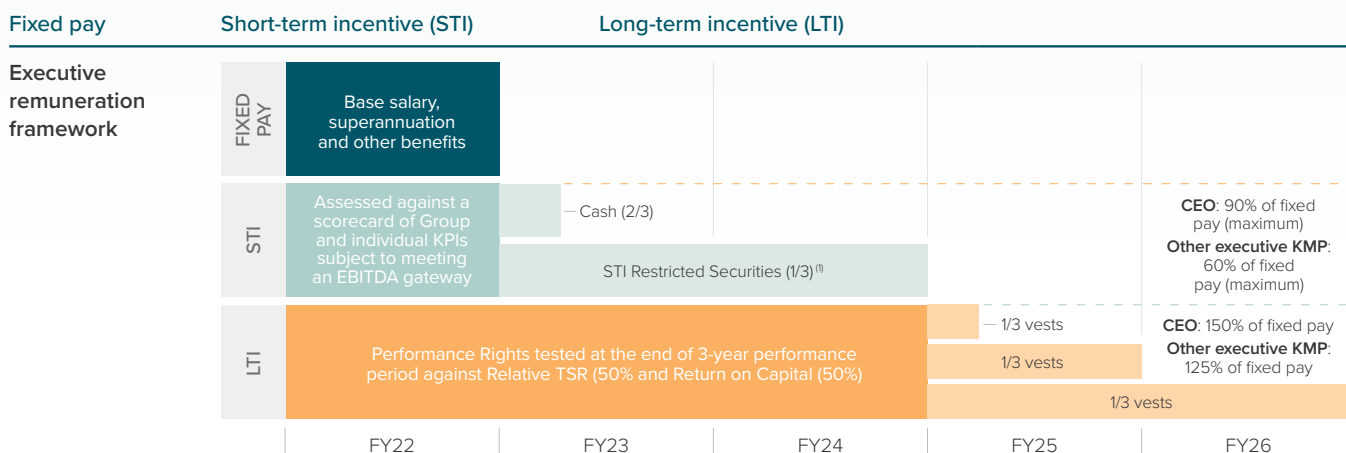 Fixed pay
Short-term incentive (STI)
Long-term incentive (LTI)
Executive
remuneration
framework
FIXED
PAY
Base salary,
superannuation
and other benefits
STI
Assessed against a
scorecard of Group
and individual KPIs
subject to meeting
an EBITDA gateway
Cash (2/3)
STI Restricted Securities (1/3)⁽¹⁾
CEO: 90% of fixed
pay (maximum)
Other executive KMP:
60% of fixed
pay (maximum)
LTI
Performance Rights tested at the end of 3-year performance
period against Relative TSR (50% and Return on Capital (50%)
1/3 vests
1/3 vests
1/3 vests
CEO: 150% of fixed pay
Other executive KMP:
125% of fixed pay
FY22
FY23
FY24
FY25
FY26